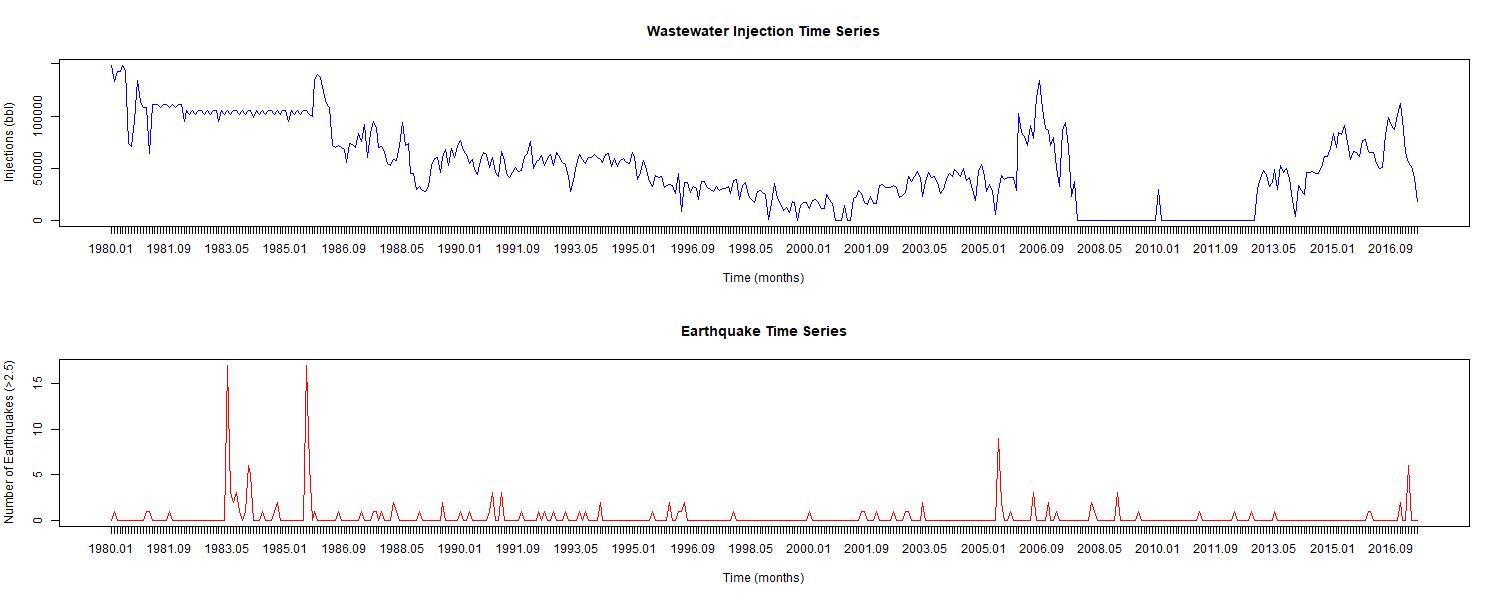 Wastewater Injection Time Series
Injections (bbl)
100000
50000
0
1980.01 1981.09 1983.05 1985.01 1986.09 1988.05 1990.01 1991.09 1993.05 1995.01 1996.09 1998.05 2000.01 2001.09 2003.05 2005.01 2006.09 2008.05 2010.01 2011.09 2013.05 2015.01 2016.09
Time (months)
Earthquake Time Series
Number of Earthquakes (>2.5)
15
10
5
0
1980.01 1981.09 1983.05 1985.01 1986.09 1988.05 1990.01 1991.09 1993.05 1995.01 1996.09 1998.05 2000.01 2001.09 2003.05 2005.01 2006.09 2008.05 2010.01 2011.09 2013.05 2015.01 2016.09
Time (months)